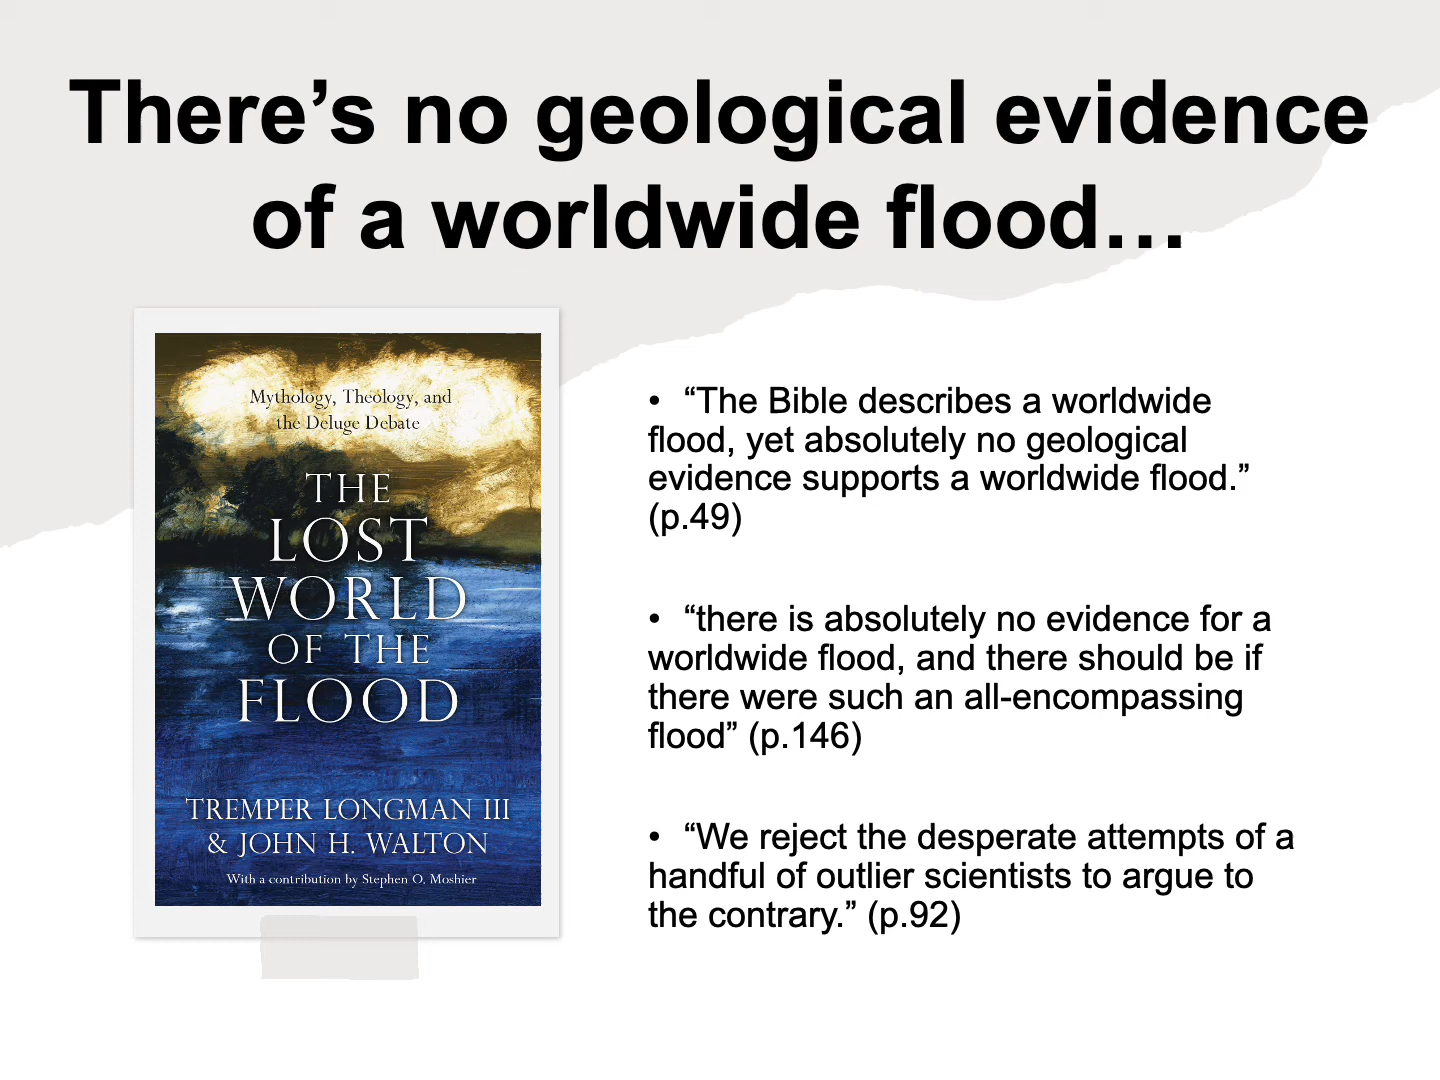 There’s no geological evidence
of a worldwide flood…
Mythology, Theology, and
the Deluge Debate
THE
LOST
WORLD
OF THE
FLOOD
TREMPER LONGMAN III
& JOHN H. WALTON
With a contribution by Stephen O. Moshier
• “The Bible describes a worldwide
flood, yet absolutely no geological
evidence supports a worldwide flood.”
(p.49)
• “there is absolutely no evidence for a
worldwide flood, and there should be if
there were such an all-encompassing
flood” (p.146)
• “We reject the desperate attempts of a
handful of outlier scientists to argue to
the contrary.” (p.92)